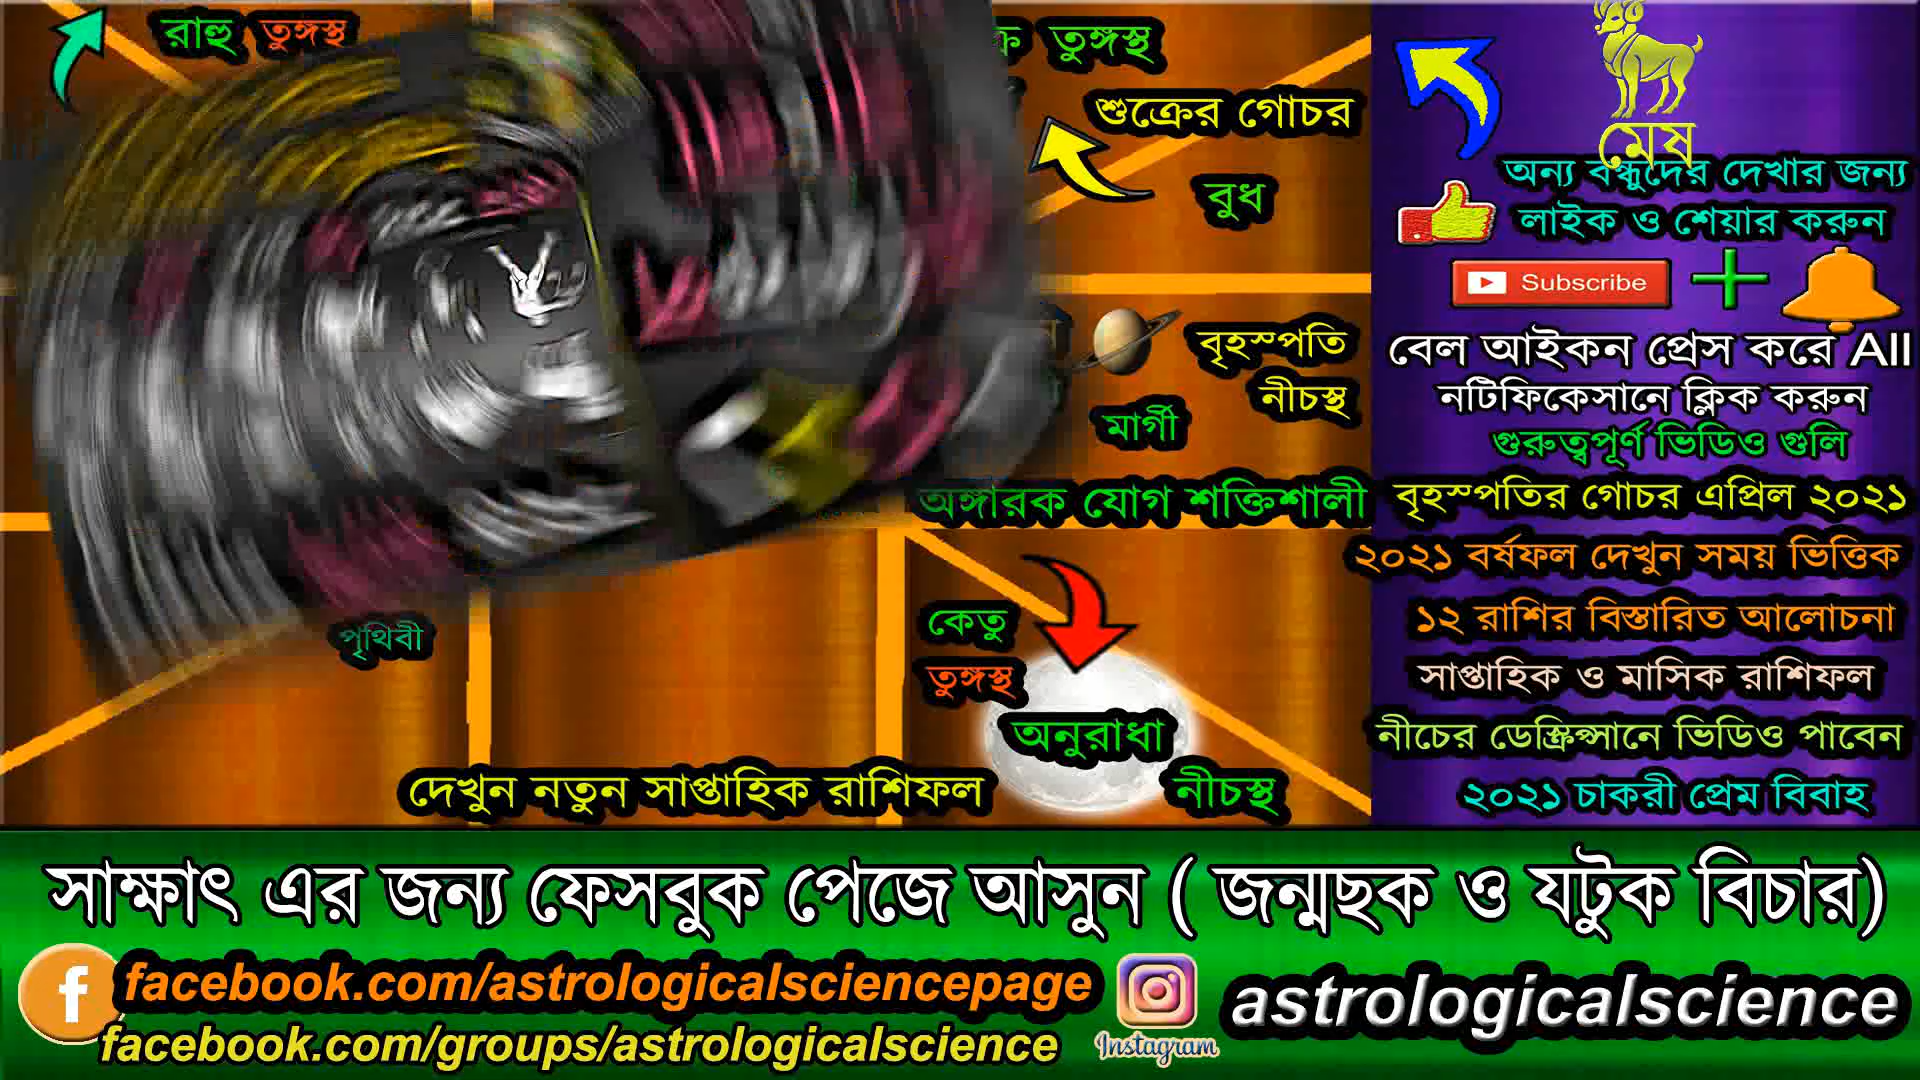 রাহু তুঙ্গস্থ
তুঙ্গস্থ
শুক্রের গোচর
বুধ
বৃহস্পতি
নীচস্থ
মার্গী
অঙ্গারক যোগ শক্তিশালী
পৃথিবী
কেতু
তুঙ্গস্থ
অনুরাধা
নীচস্থ
দেখুন নতুন সাপ্তাহিক রাশিফল
মেষ
অন্য বন্ধুদের দেখার জন্য
লাইক ও শেয়ার করুন
Subscribe
বেল আইকন প্রেস করে All
নটিফিকেসানে ক্লিক করুন
গুরুত্বপূর্ণ ভিডিও গুলি
বৃহস্পতির গোচর এপ্রিল ২০২১
২০২১ বর্ষফল দেখুন সময় ভিত্তিক
১২ রাশির বিস্তারিত আলোচনা
সাপ্তাহিক ও মাসিক রাশিফল
নীচের ডেস্ক্রিপ্সানে ভিডিও পাবেন
২০২১ চাকরী প্রেম বিবাহ
সাক্ষাৎ এর জন্য ফেসবুক পেজে আসুন ( জন্মছক ও যটুক বিচার)
facebook.com/astrologicalsciencepage
facebook.com/groups/astrologicalscience
Instagram
astrologicalscience